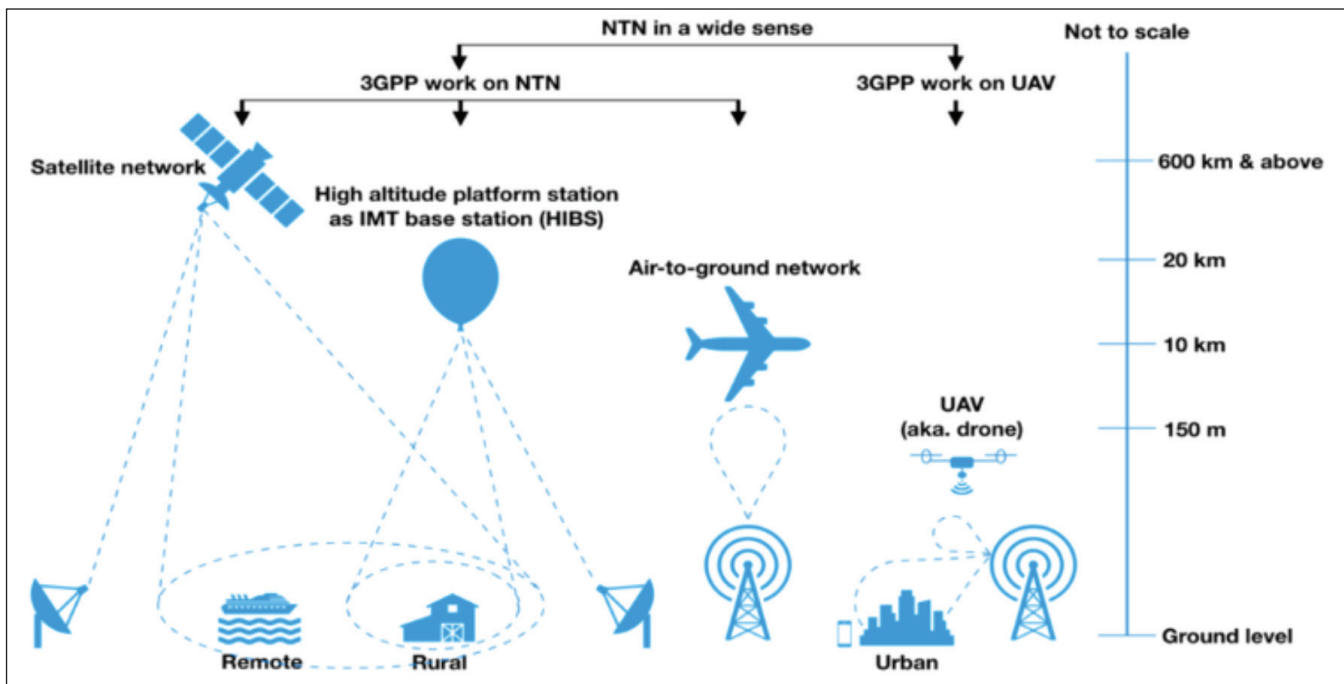 NTN in a wide sense
Not to scale
3GPP work on NTN
3GPP work on UAV
Satellite network
600 km & above
High altitude platform station
as IMT base station (HIBS)
Air-to-ground network
20 km
10 km
UAV
(aka. drone)
150 m
Remote
Rural
Urban
Ground level